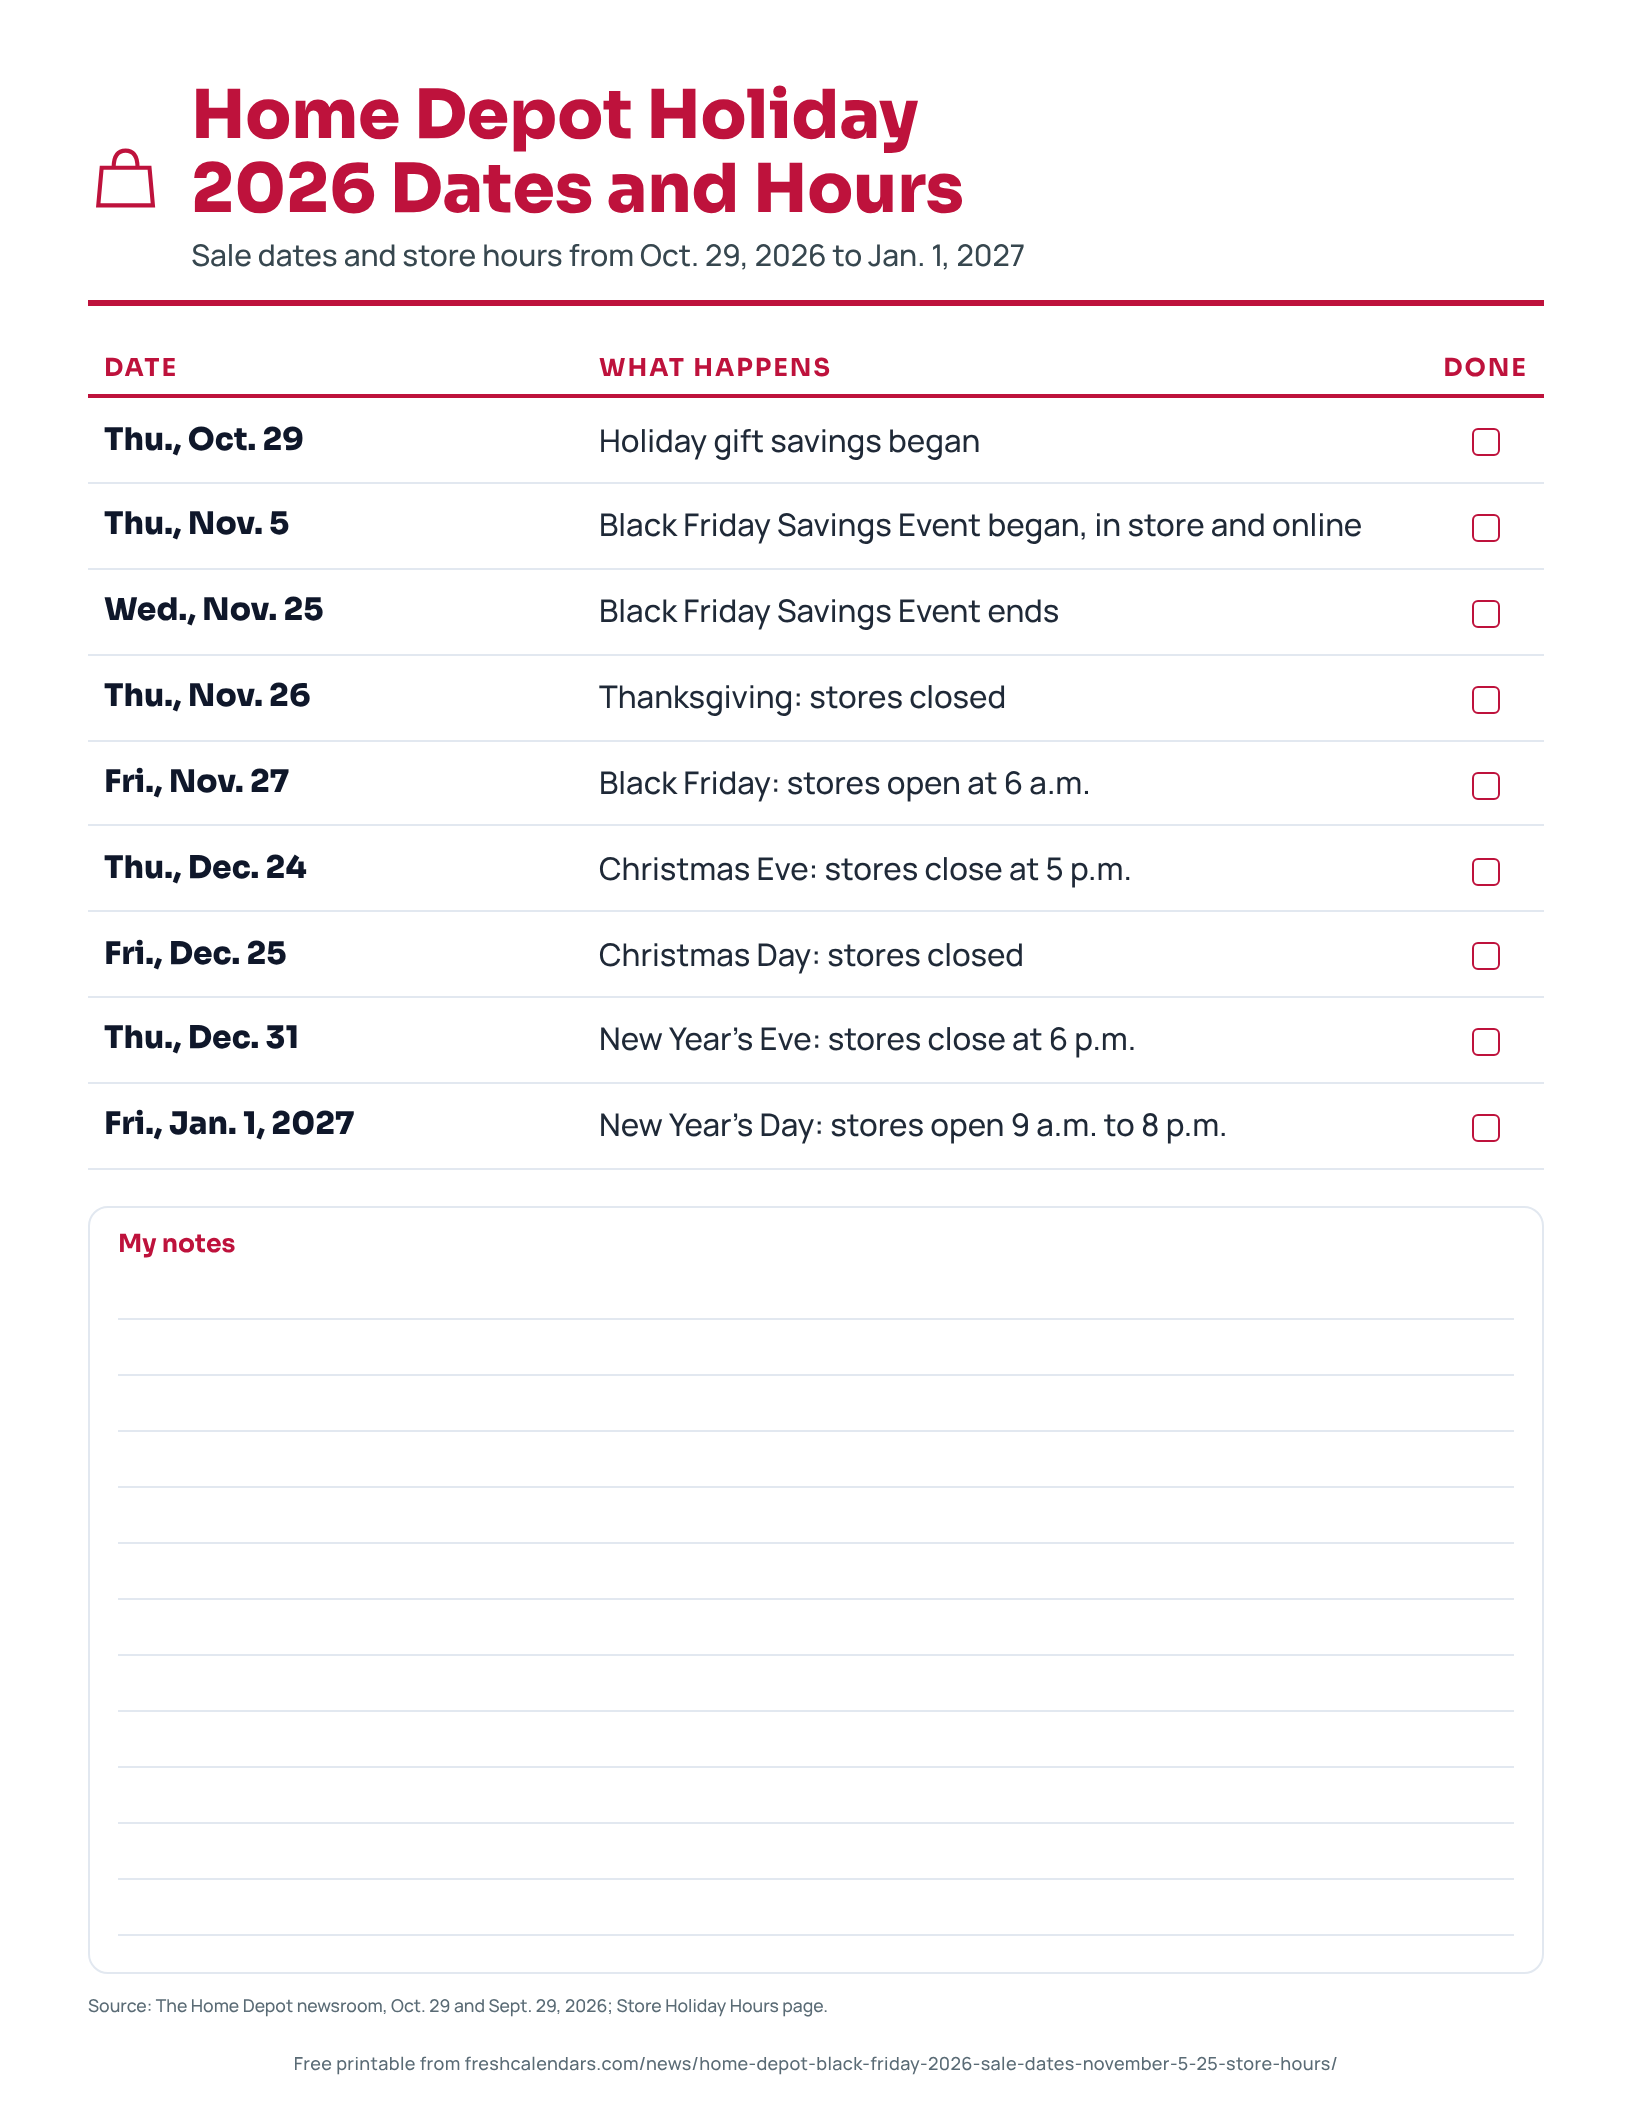 Home Depot Holiday
2026 Dates and Hours
Sale dates and store hours from Oct. 29, 2026 to Jan. 1, 2027
DATE WHAT HAPPENS DONE
Thu., Oct. 29 Holiday gift savings began
Thu., Nov. 5 Black Friday Savings Event began, in store and online
Wed., Nov. 25 Black Friday Savings Event ends
Thu., Nov. 26 Thanksgiving: stores closed
Fri., Nov. 27 Black Friday: stores open at 6 a.m.
Thu., Dec. 24 Christmas Eve: stores close at 5 p.m.
Fri., Dec. 25 Christmas Day: stores closed
Thu., Dec. 31 New Year’s Eve: stores close at 6 p.m.
Fri., Jan. 1, 2027 New Year’s Day: stores open 9 a.m. to 8 p.m.
My notes
Source: The Home Depot newsroom, Oct. 29 and Sept. 29, 2026; Store Holiday Hours page.
Free printable from freshcalendars.com/news/home-depot-black-friday-2026-sale-dates-november-5-25-store-hours/